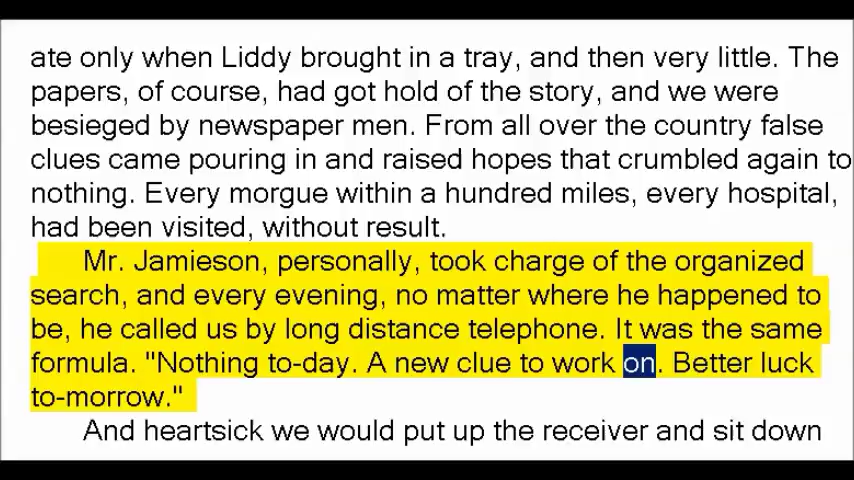 ate only when Liddy brought in a tray, and then very little. The
papers, of course, had got hold of the story, and we were
besieged by newspaper men. From all over the country false
clues came pouring in and raised hopes that crumbled again to
nothing. Every morgue within a hundred miles, every hospital,
had been visited, without result.
Mr. Jamieson, personally, took charge of the organized
search, and every evening, no matter where he happened to
be, he called us by long distance telephone. It was the same
formula. "Nothing to-day. A new clue to work on. Better luck
to-morrow."
And heartsick we would put up the receiver and sit down